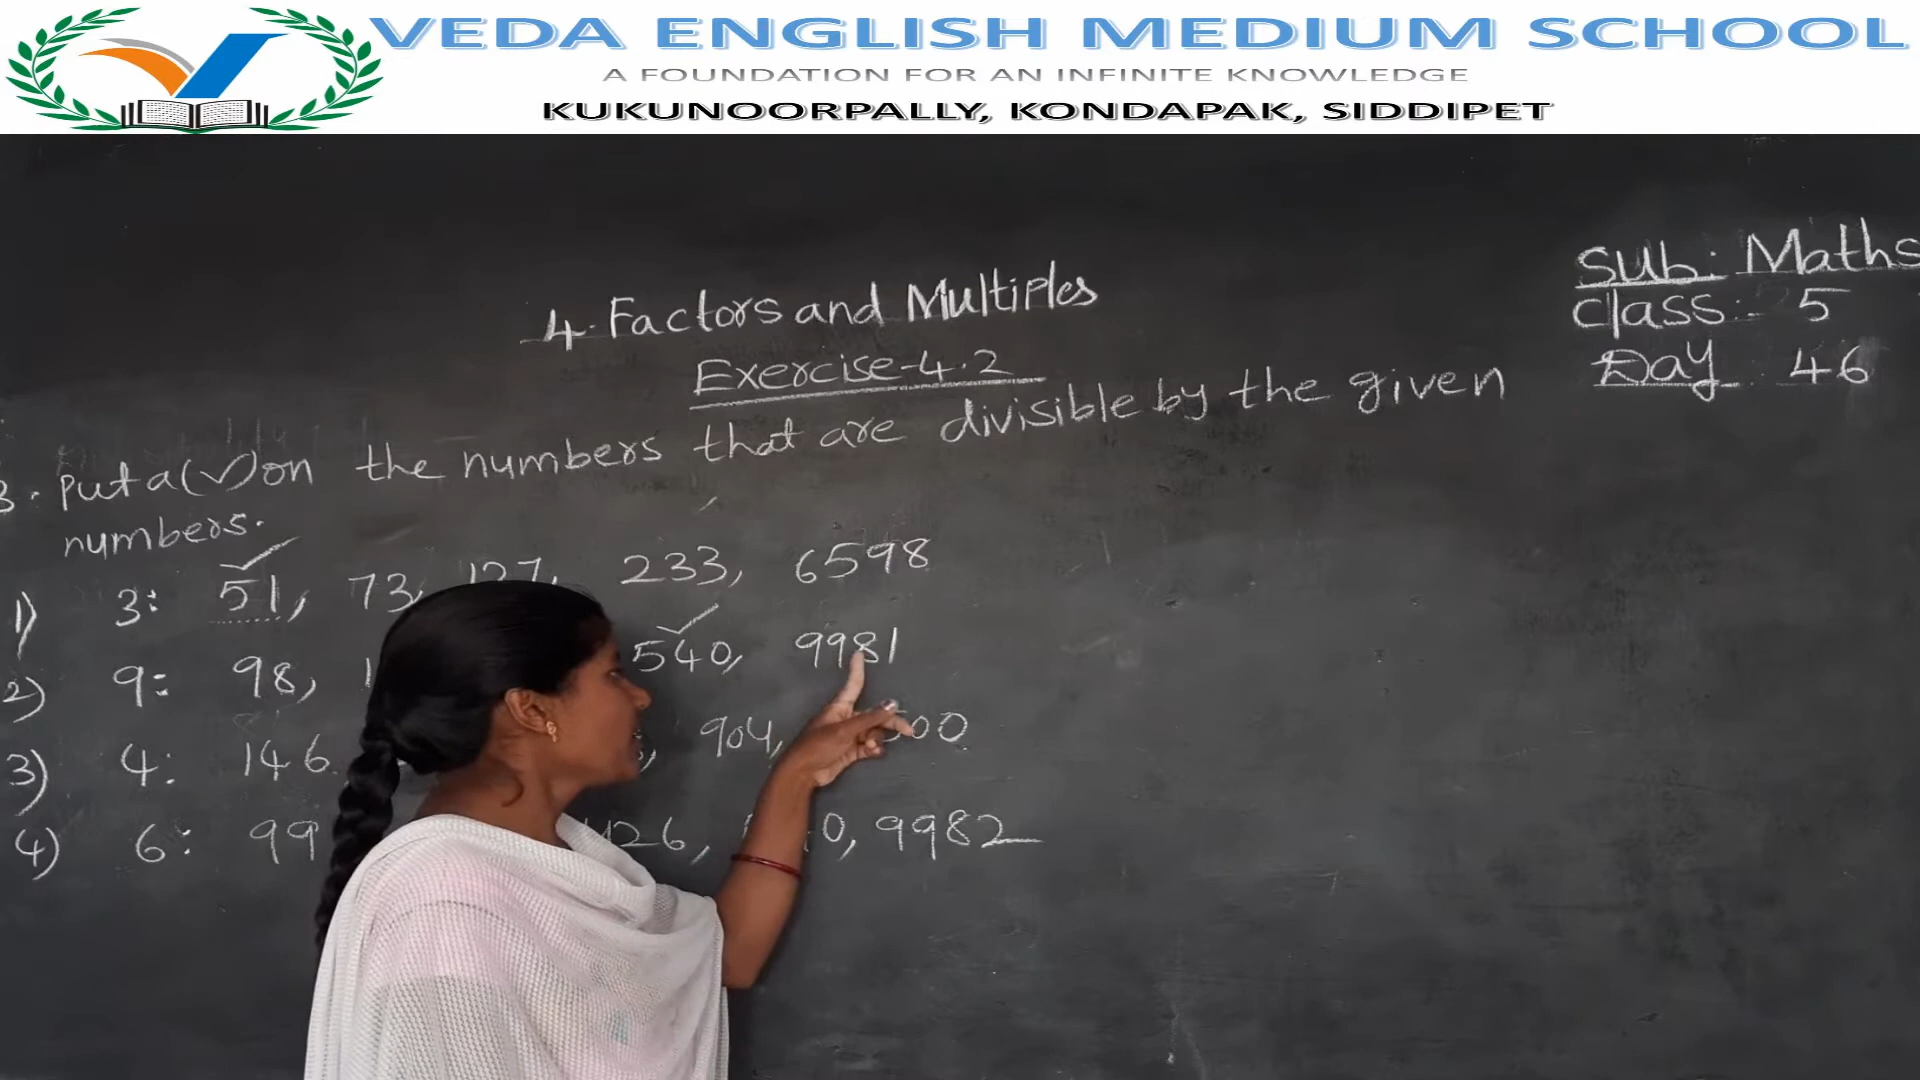 VEDA ENGLISH MEDIUM SCHOOL
A FOUNDATION FOR AN INFINITE KNOWLEDGE
KUKUNOORPALLY, KONDAPAK, SIDDIPET
Sub: Maths
Class:- 5
Day 46
4. Factors and Multiples
Exercise-4.2
3. put a (✓) on the numbers that are divisible by the given
numbers.
1) 3: 51, 73, 127, 233, 6598
2) 9: 98, 540, 9981
3) 4: 146 904,
4) 6: 99 9982